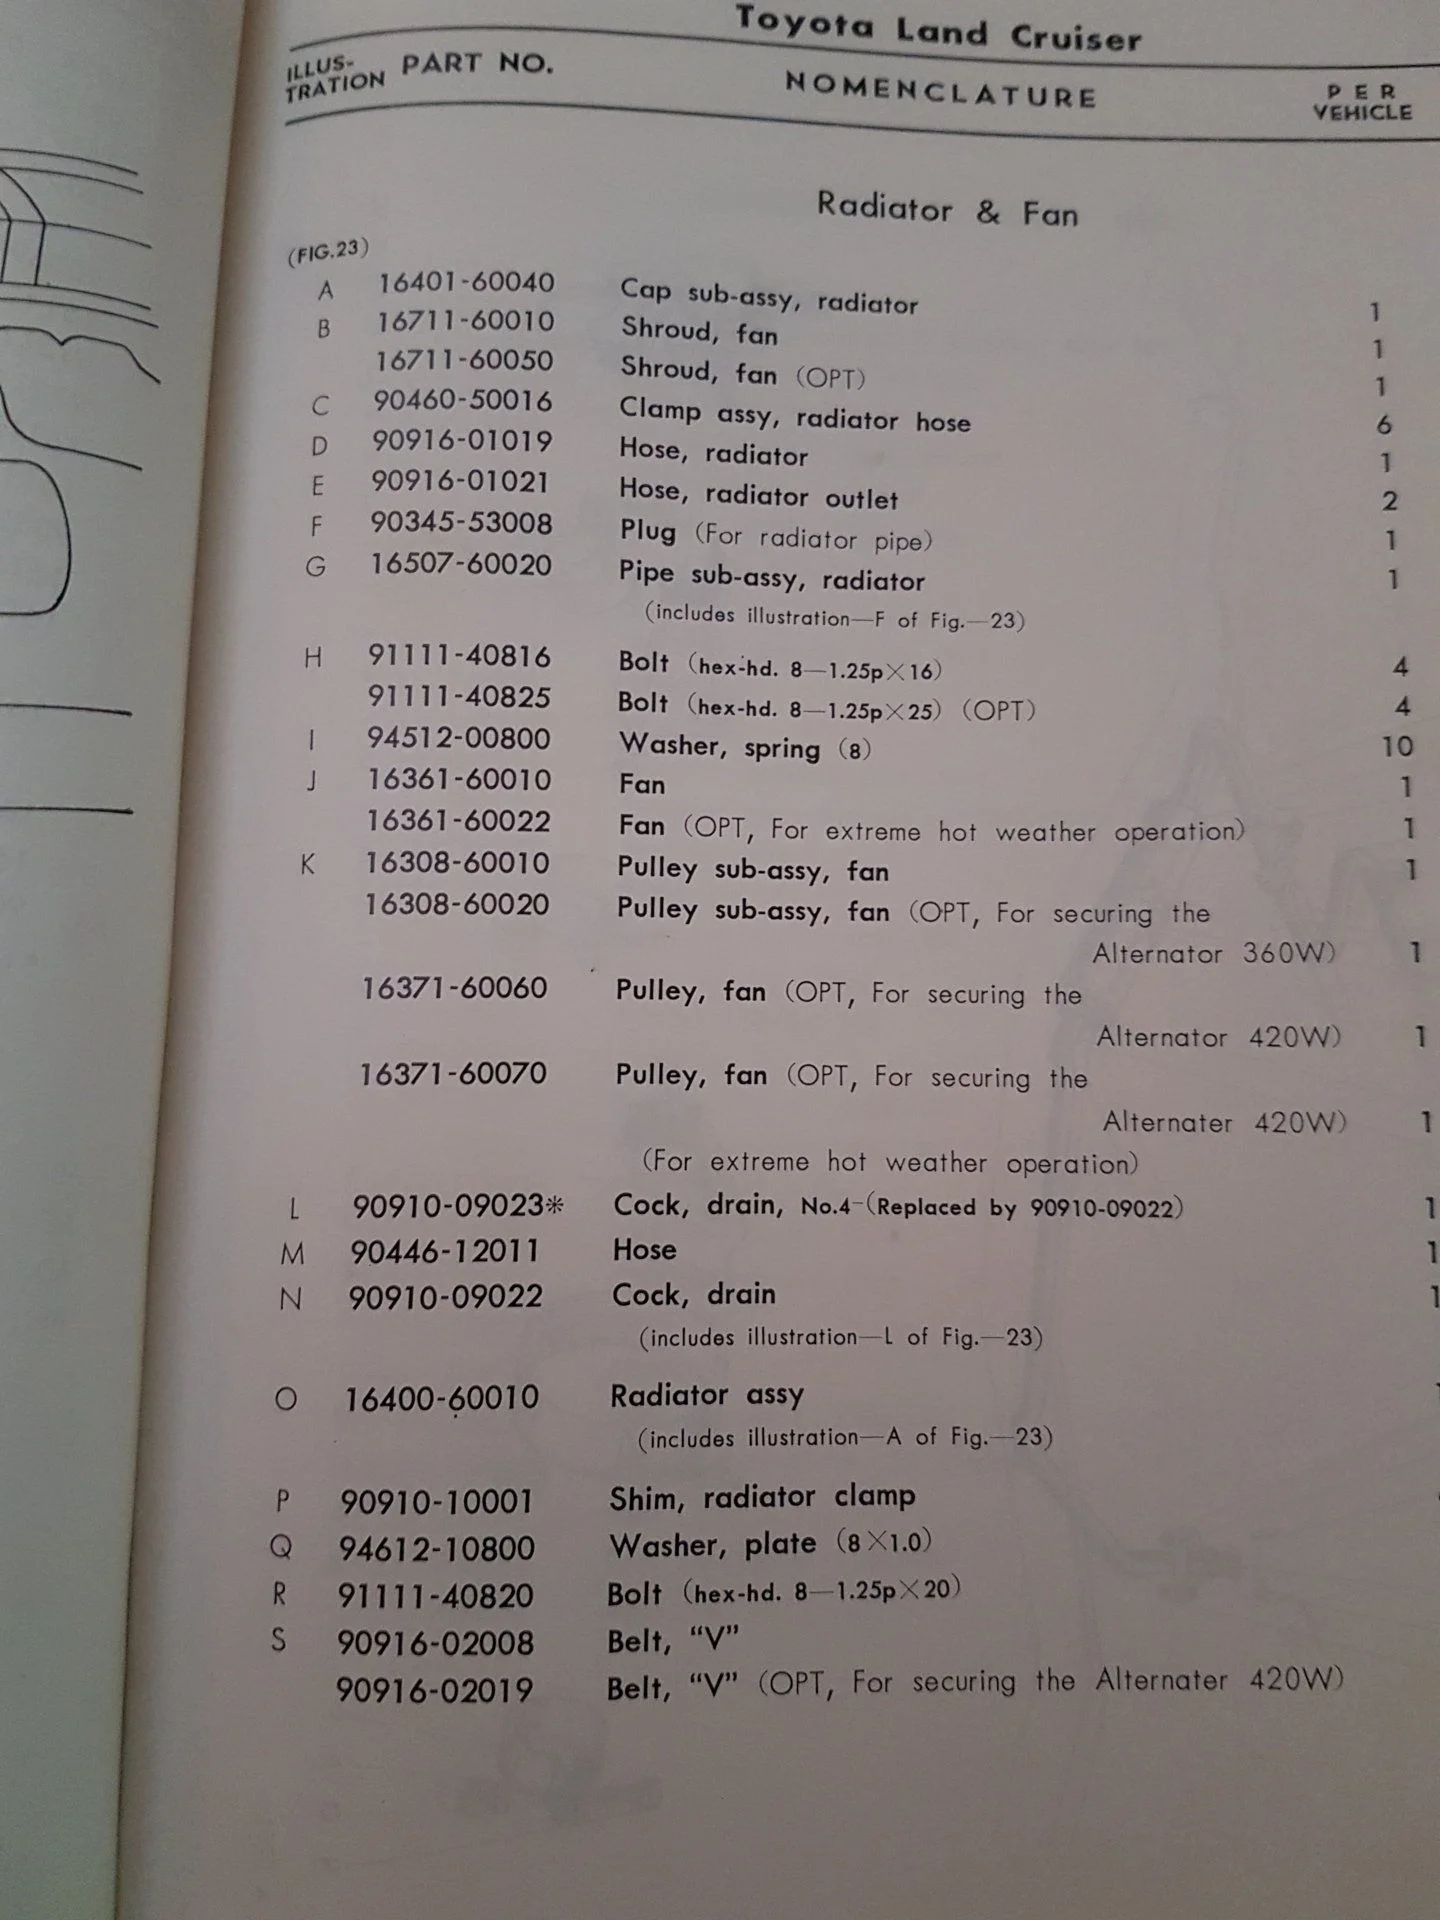 Toyota Land Cruiser
ILLUS-
TRATION PART NO. NOMENCLATURE PER
VEHICLE
Radiator & Fan
(FIG.23)
A 16401-60040 Cap sub-assy, radiator 1
B 16711-60010 Shroud, fan 1
16711-60050 Shroud, fan (OPT) 1
C 90460-50016 Clamp assy, radiator hose 6
D 90916-01019 Hose, radiator 1
E 90916-01021 Hose, radiator outlet 2
F 90345-53008 Plug (For radiator pipe) 1
G 16507-60020 Pipe sub-assy, radiator 1
(includes illustration—F of Fig.—23)
H 91111-40816 Bolt (hex-hd. 8—1.25p×16) 4
91111-40825 Bolt (hex-hd. 8—1.25p×25) (OPT) 4
I 94512-00800 Washer, spring (8) 10
J 16361-60010 Fan 1
16361-60022 Fan (OPT, For extreme hot weather operation) 1
K 16308-60010 Pulley sub-assy, fan 1
16308-60020 Pulley sub-assy, fan (OPT, For securing the
Alternator 360W) 1
16371-60060 Pulley, fan (OPT, For securing the
Alternator 420W) 1
16371-60070 Pulley, fan (OPT, For securing the
Alternater 420W) 1
(For extreme hot weather operation)
L 90910-09023* Cock, drain, No.4-(Replaced by 90910-09022) 1
M 90446-12011 Hose 1
N 90910-09022 Cock, drain 1
(includes illustration—L of Fig.—23)
O 16400-60010 Radiator assy
(includes illustration—A of Fig.—23)
P 90910-10001 Shim, radiator clamp
Q 94612-10800 Washer, plate (8×1.0)
R 91111-40820 Bolt (hex-hd. 8—1.25p×20)
S 90916-02008 Belt, “V”
90916-02019 Belt, “V” (OPT, For securing the Alternater 420W)